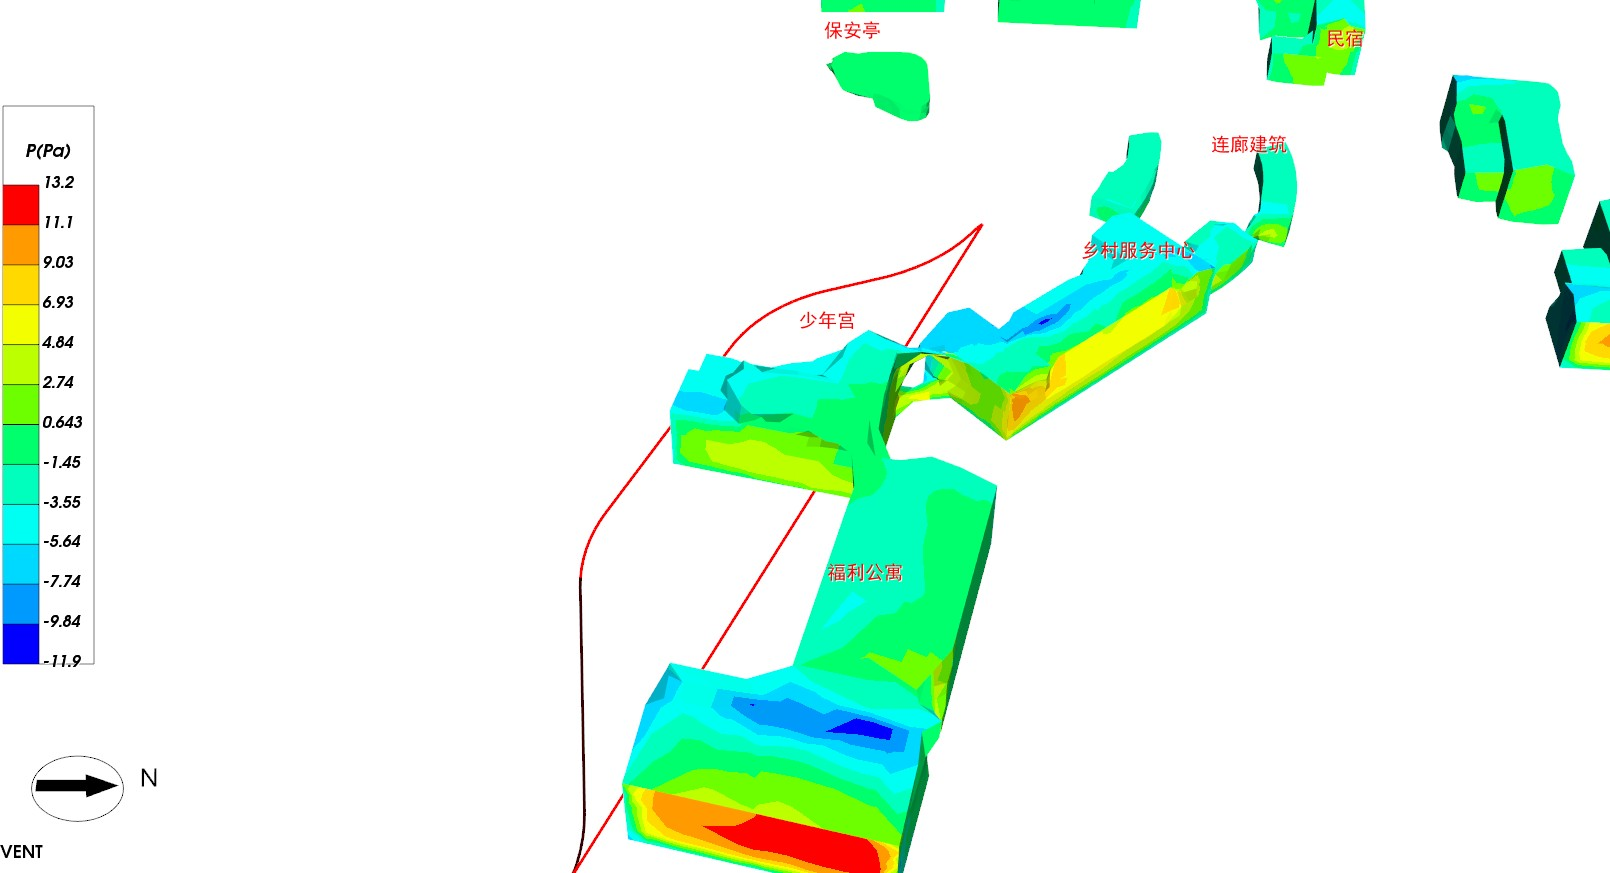 保安亭
民宿
连廊建筑
P(Pa)
13.2
11.1
9.03
6.93
4.84
2.74
0.643
-1.45
-3.55
-5.64
-7.74
-9.84
-11.9
乡村服务中心
少年宫
福利公寓
N
VENT